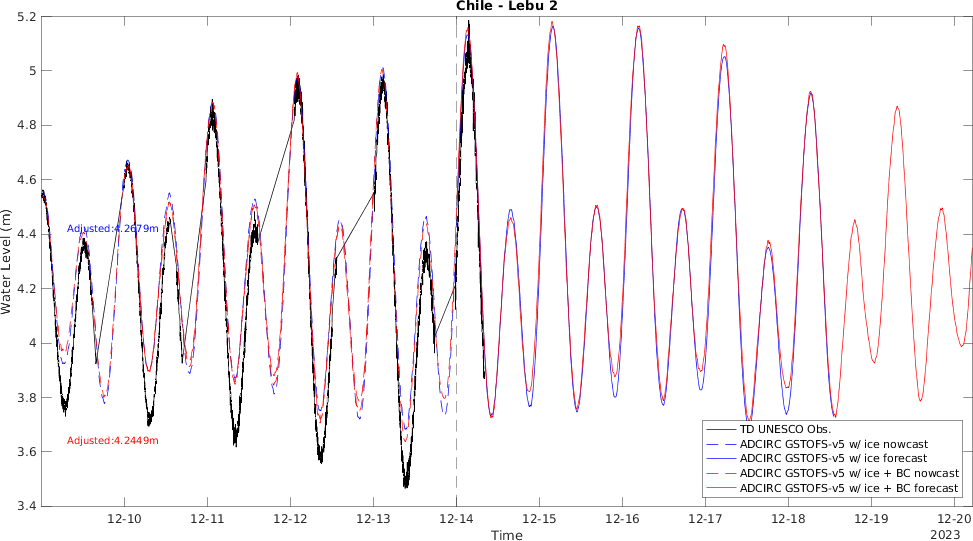 Chile - Lebu 2
5.2
5
4.8
4.6
4.4
4.2
4
3.8
3.6
3.4
Water Level (m)
Adjusted:4.2679m
Adjusted:4.2449m
TD UNESCO Obs.
ADCIRC GSTOFS-v5 w/ ice nowcast
ADCIRC GSTOFS-v5 w/ ice forecast
ADCIRC GSTOFS-v5 w/ ice + BC nowcast
ADCIRC GSTOFS-v5 w/ ice + BC forecast
12-10 12-11 12-12 12-13 12-14 12-15 12-16 12-17 12-18 12-19 12-20
Time
2023